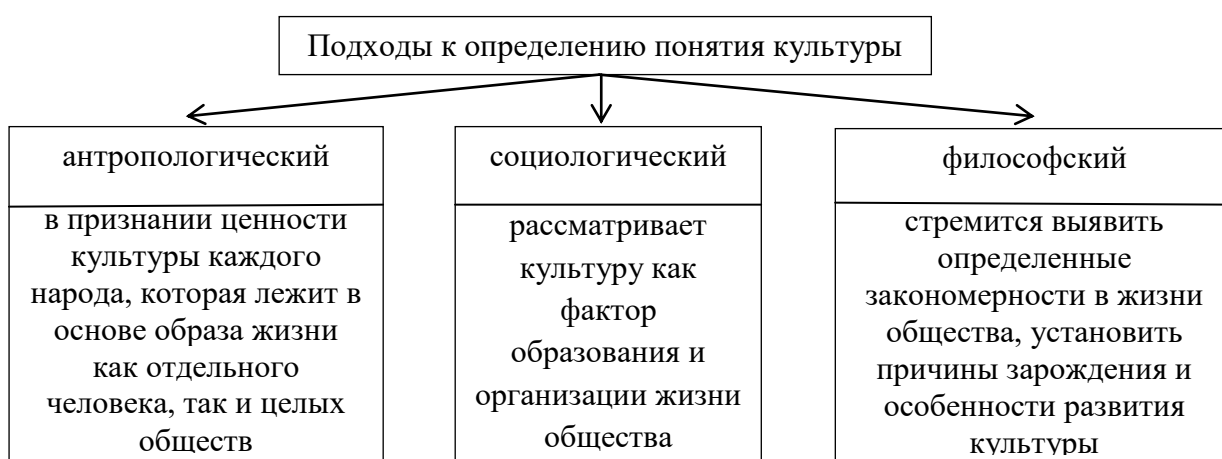 Подходы к определению понятия культуры
антропологический
в признании ценности
культуры каждого
народа, которая лежит в
основе образа жизни
как отдельного
человека, так и целых
обществ
социологический
рассматривает
культуру как
фактор
образования и
организации жизни
общества
философский
стремится выявить
определенные
закономерности в жизни
общества, установить
причины зарождения и
особенности развития
культуры